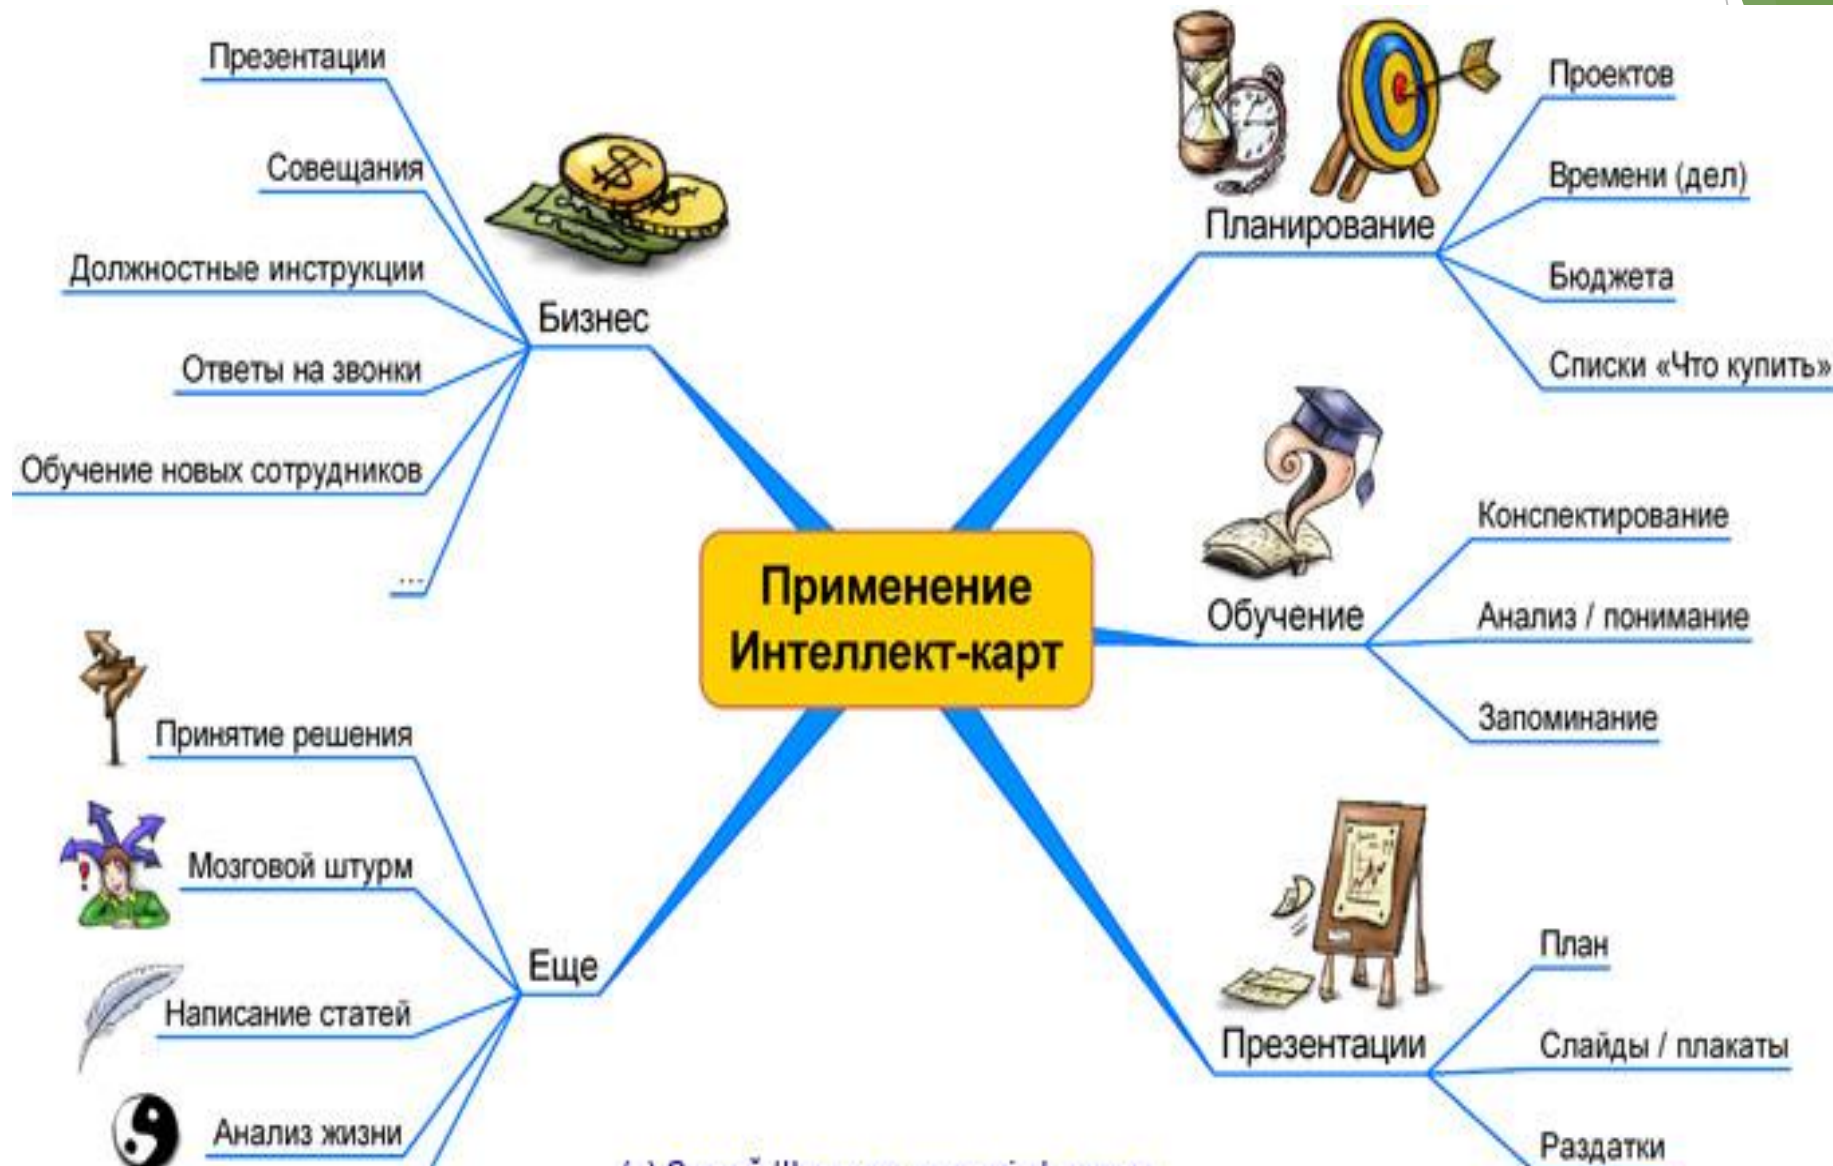 Презентации
Совещания
Должностные инструкции
Ответы на звонки
Обучение новых сотрудников
...
Бизнес
Планирование
Проектов
Времени (дел)
Бюджета
Списки «Что купить»
Применение
Интеллект-карт
Обучение
Конспектирование
Анализ / понимание
Запоминание
Принятие решения
Мозговой штурм
Написание статей
Анализ жизни
Еще
Презентации
План
Слайды / плакаты
Раздатки